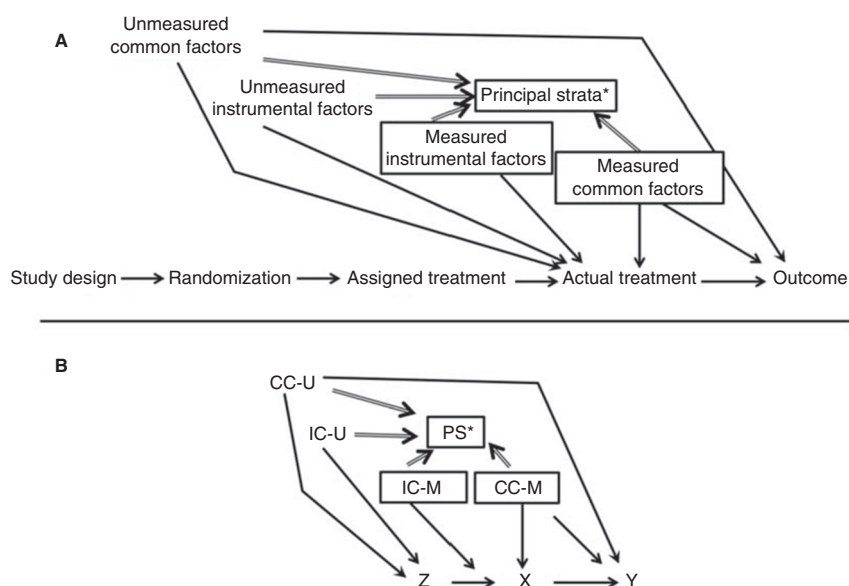 A
Unmeasured
common factors
Unmeasured
instrumental factors
Principal strata*
Measured
instrumental factors
Measured
common factors
Study design
Randomization
Assigned treatment
Actual treatment
Outcome
B
CC-U
IC-U
PS*
IC-M
CC-M
Z
X
Y